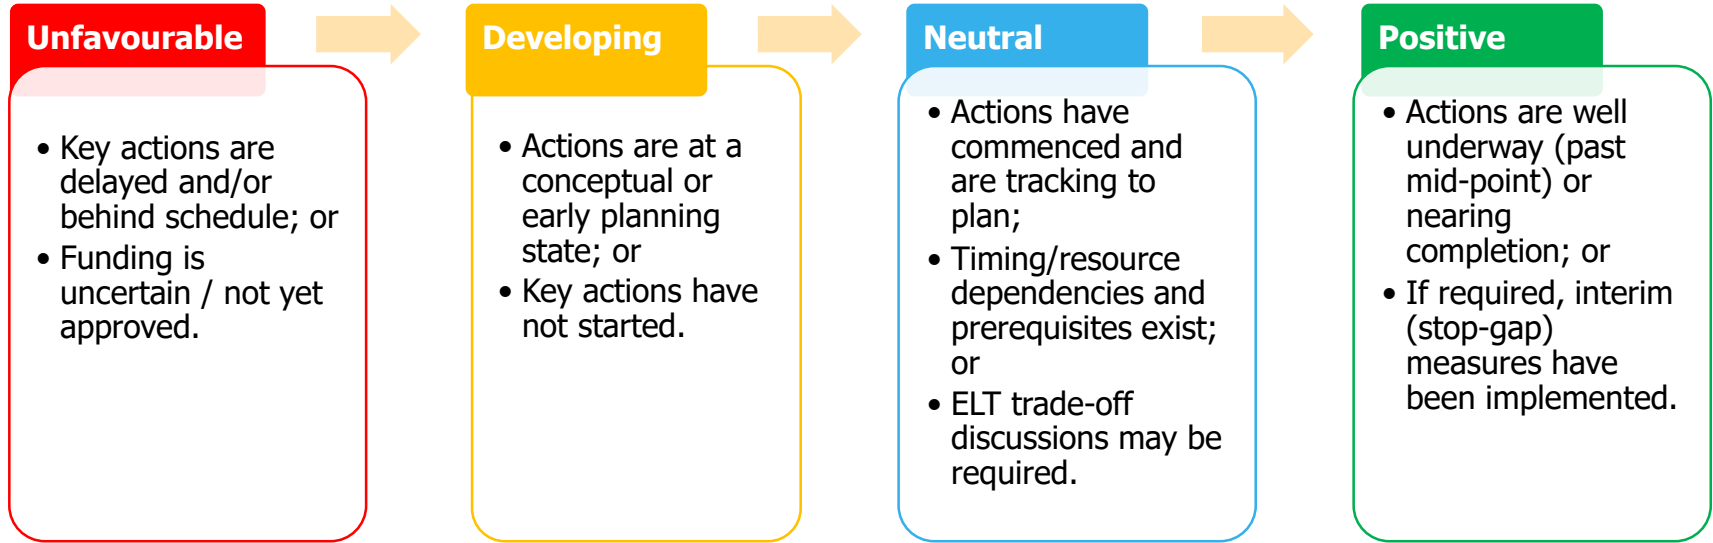 Unfavourable
• Key actions are
delayed and/or
behind schedule; or
• Funding is
uncertain / not yet
approved.
Developing
• Actions are at a
conceptual or
early planning
state; or
• Key actions have
not started.
Neutral
• Actions have
commenced and
are tracking to
plan;
• Timing/resource
dependencies and
prerequisites exist;
or
• ELT trade-off
discussions may be
required.
Positive
• Actions are well
underway (past
mid-point) or
nearing
completion; or
• If required, interim
(stop-gap)
measures have
been implemented.